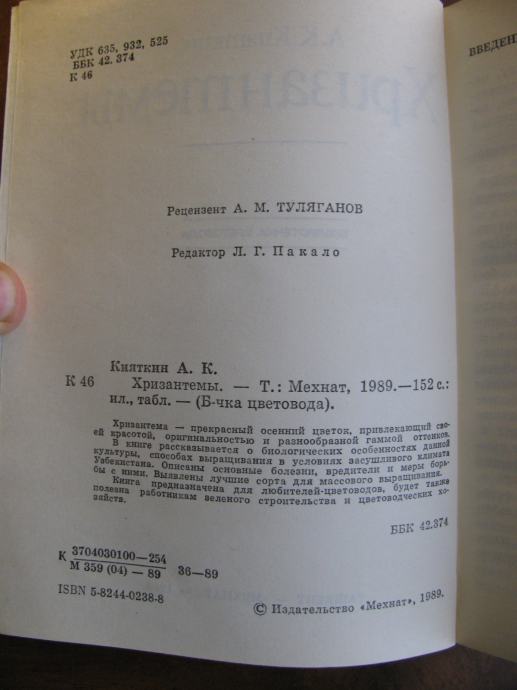 УДК 635, 932, 525
ББК 42. 374
К 46
Рецензент А. М. ТУЛЯГАНОВ
Редактор Л. Г. Пакало
Кияткин А. К.
К 46 Хризантемы. — Т.: Мехнат, 1989.—152 с.:
ил., табл. — (Б-чка цветовода).
Хризантема — прекрасный осенний цветок, привлекающий сво-
ей красотой, оригинальностью и разнообразной гаммой оттенков.
В книге рассказывается о биологических особенностях данной
культуры, способах выращивания в условиях засушливого климата
Узбекистана. Описаны основные болезни, вредители и меры борь-
бы с ними. Выявлены лучшие сорта для массового выращивания.
Книга предназначена для любителей-цветоводов, будет также
полезна работникам зеленого строительства и цветоводческих хо-
зяйств.
ББК 42.374
К 3704030100—254
М 359 (04) — 89 36—89
ISBN 5-8244-0238-8
© Издательство «Мехнат», 1989.
ВВЕДЕН